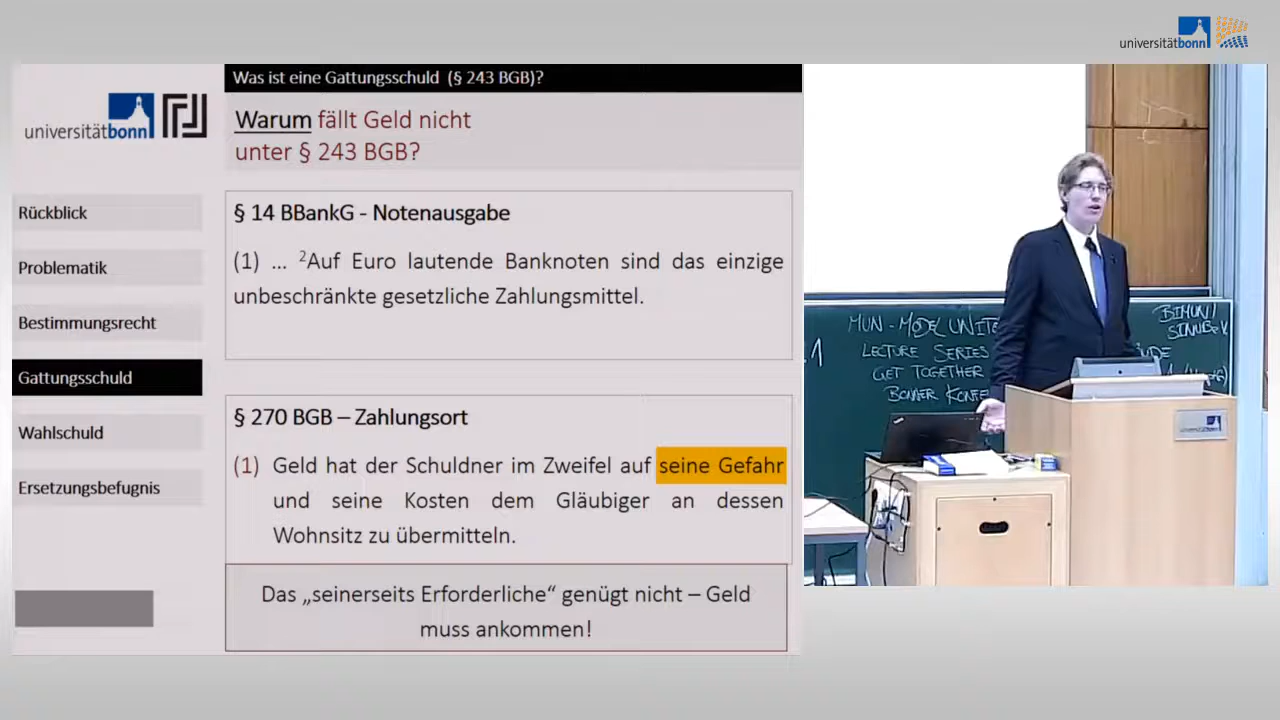 universitätbonn
Was ist eine Gattungsschuld (§ 243 BGB)?
universitätbonn
Warum fällt Geld nicht
unter § 243 BGB?
Rückblick
Problematik
Bestimmungsrecht
Gattungsschuld
Wahlschuld
Ersetzungsbefugnis
§ 14 BBankG - Notenausgabe
(1) ... ²Auf Euro lautende Banknoten sind das einzige
unbeschränkte gesetzliche Zahlungsmittel.
§ 270 BGB – Zahlungsort
(1) Geld hat der Schuldner im Zweifel auf seine Gefahr
und seine Kosten dem Gläubiger an dessen
Wohnsitz zu übermitteln.
Das „seinerseits Erforderliche“ genügt nicht – Geld
muss ankommen!
MUN - MODEL UNITE
LECTURE SERIES
GET TOGETHER
BONNER KONFE
BIMUN/
SINUB e.V.
universitätbonn